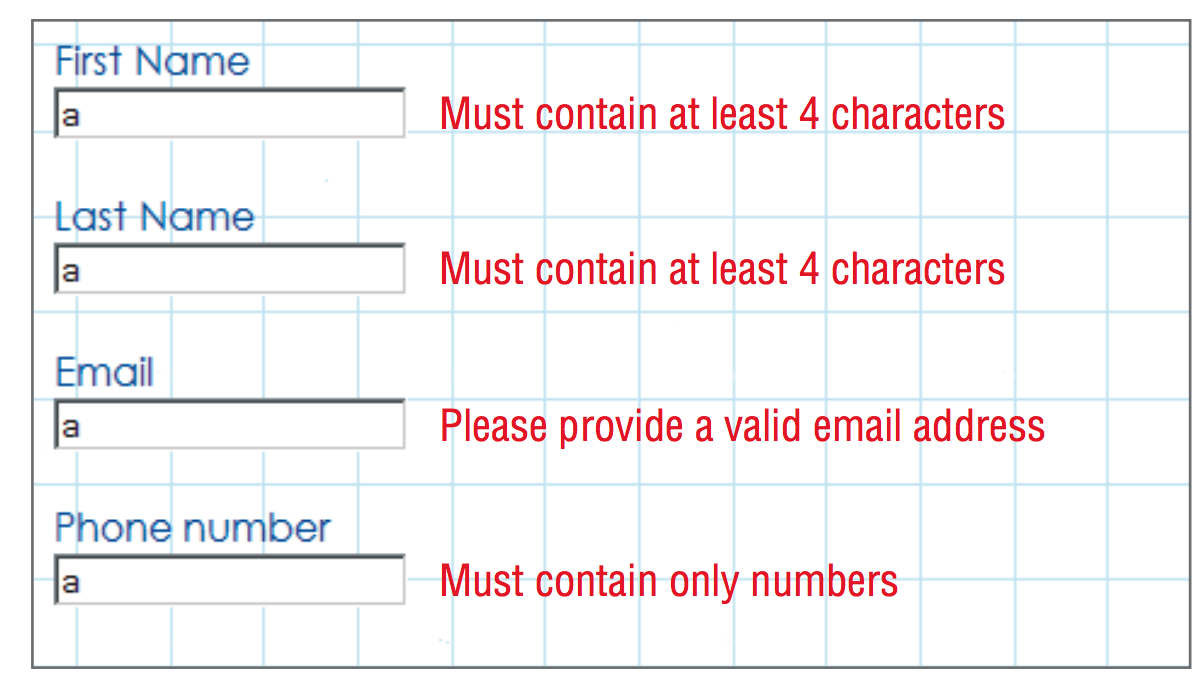 First Name
a Must contain at least 4 characters
Last Name
a Must contain at least 4 characters
Email
a Please provide a valid email address
Phone number
a Must contain only numbers